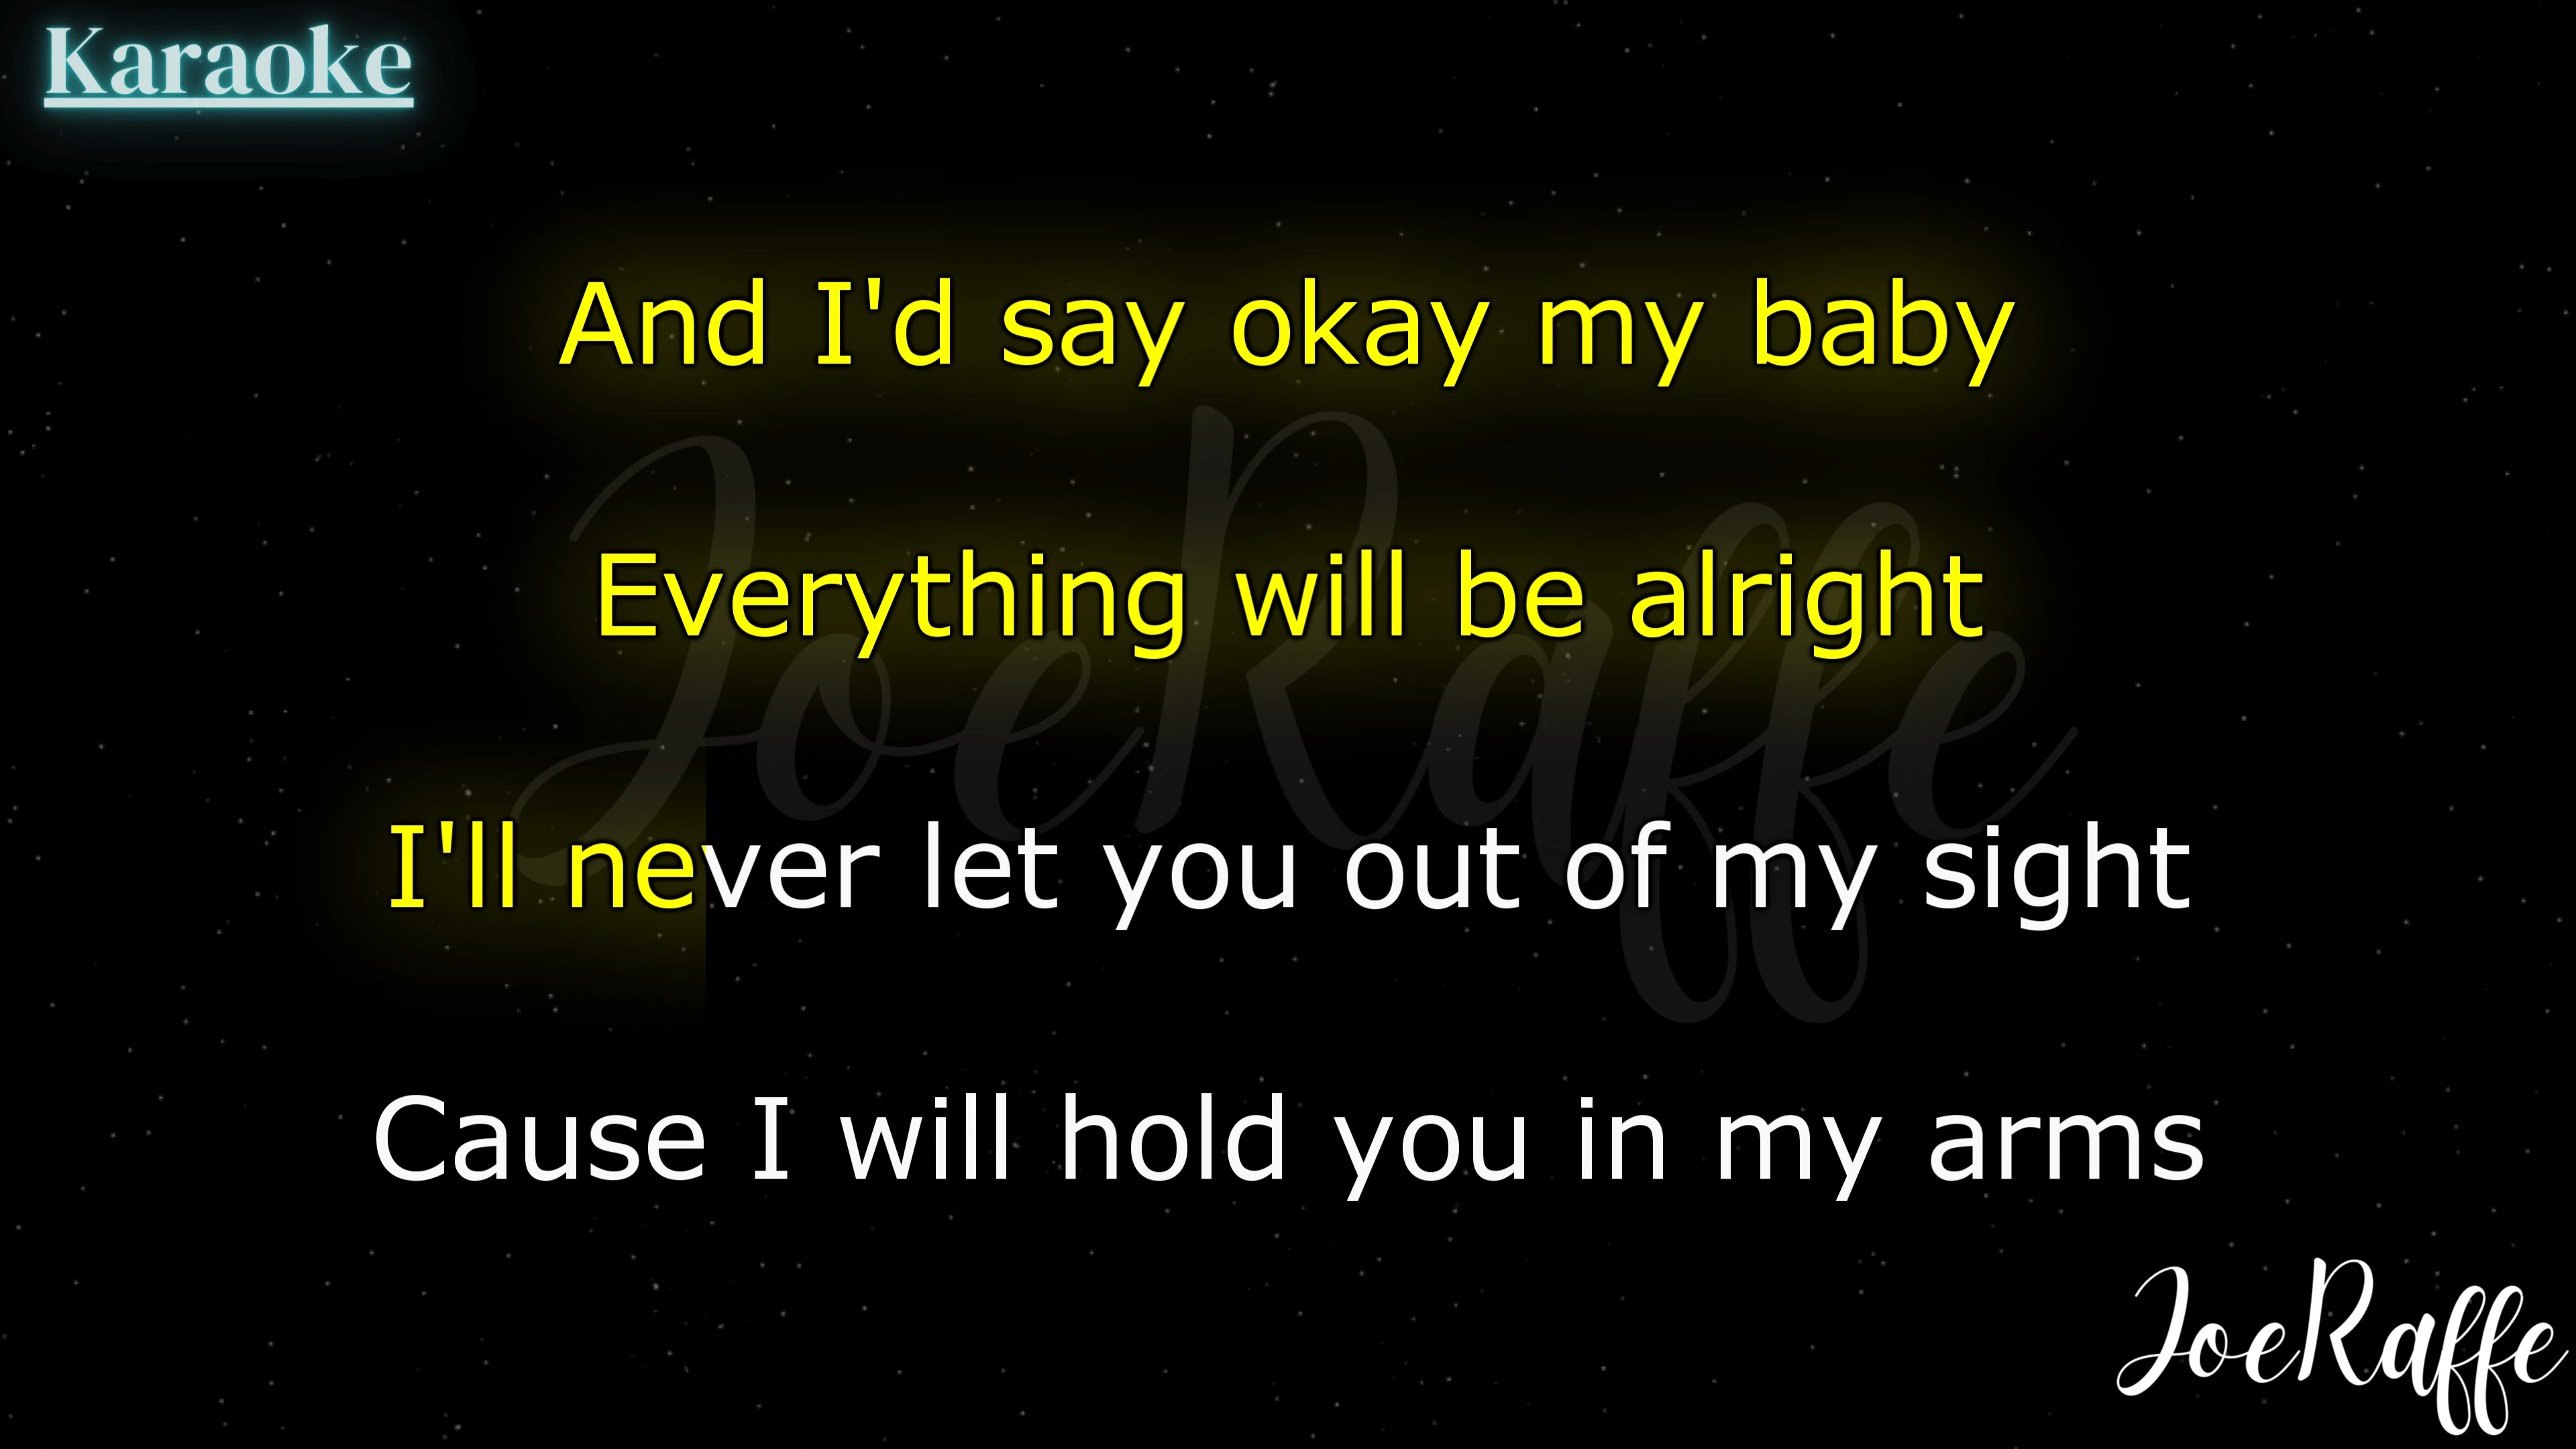 Karaoke
And I'd say okay my baby
Everything will be alright
I'll never let you out of my sight
Cause I will hold you in my arms
JoeRaffe
JoeRaffe